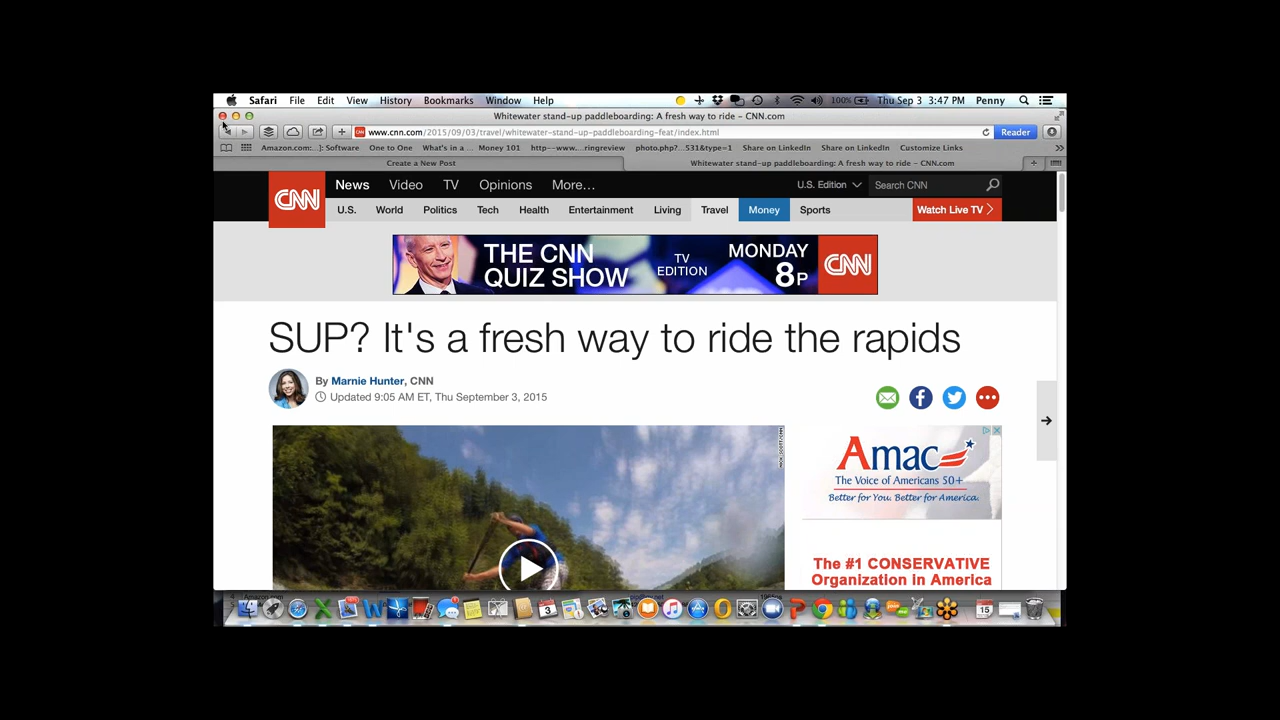 Safari File Edit View History Bookmarks Window Help 100% Thu Sep 3 3:47 PM Penny
Whitewater stand-up paddleboarding: A fresh way to ride – CNN.com
www.cnn.com/2015/09/03/travel/whitewater-stand-up-paddleboarding-feat/index.html Reader
Amazon.com:...]: Software One to One What's in a ... Money 101 http--www....ringreview photo.php?...531&type=1 Share on LinkedIn Share on LinkedIn Customize Links
Create a New Post Whitewater stand-up paddleboarding: A fresh way to ride – CNN.com
CNN News Video TV Opinions More... U.S. Edition Search CNN
U.S. World Politics Tech Health Entertainment Living Travel Money Sports Watch Live TV
THE CNN QUIZ SHOW
TV EDITION
MONDAY 8P
CNN
SUP? It's a fresh way to ride the rapids
By Marnie Hunter, CNN
Updated 9:05 AM ET, Thu September 3, 2015
Amac
The Voice of Americans 50+
Better for You. Better for America.
The #1 CONSERVATIVE
Organization in America